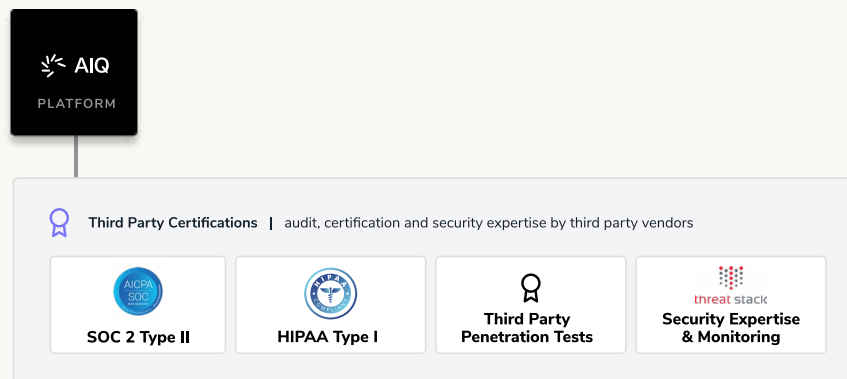 AIQ
PLATFORM
Third Party Certifications | audit, certification and security expertise by third party vendors
AICPA
SOC
SOC 2 Type II
HIPAA
COMPLIANT
HIPAA Type I
Third Party
Penetration Tests
threat stack
Security Expertise
& Monitoring